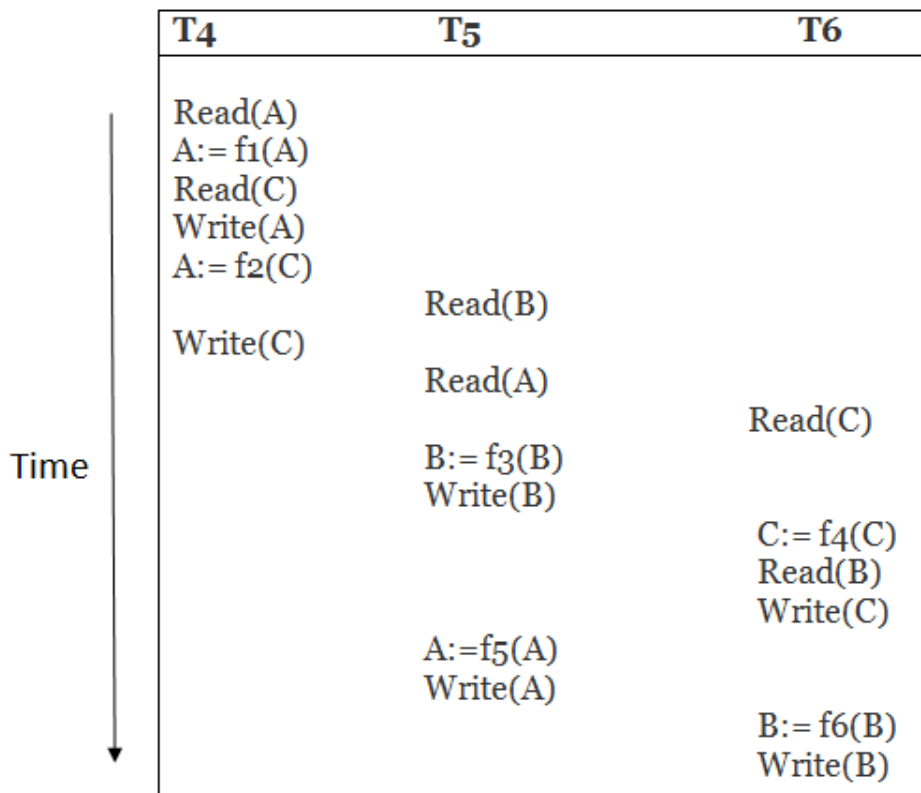 T4 T5 T6
Read(A)
A:= f1(A)
Read(C)
Write(A)
A:= f2(C)
Read(B)
Write(C)
Read(A)
Read(C)
Time
B:= f3(B)
Write(B)
C:= f4(C)
Read(B)
Write(C)
A:=f5(A)
Write(A)
B:= f6(B)
Write(B)